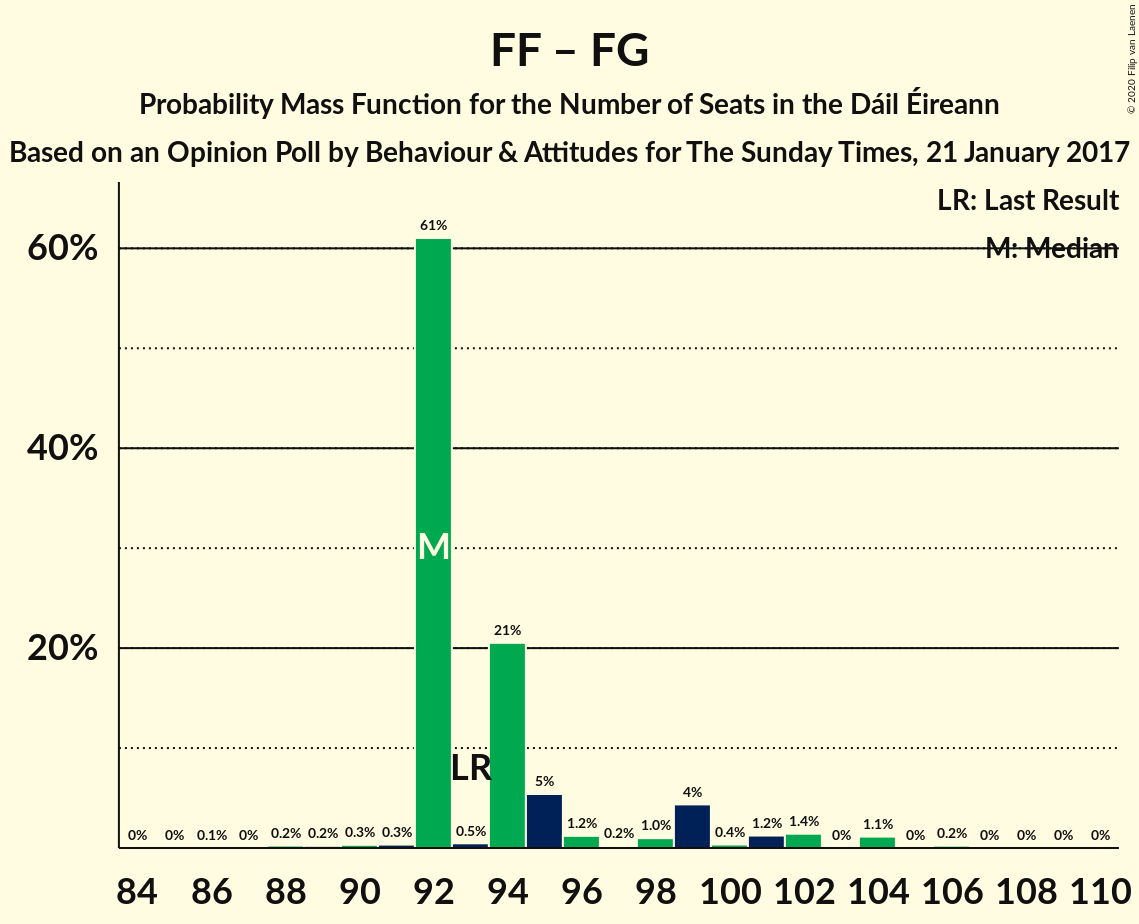 FF – FG
Probability Mass Function for the Number of Seats in the Dáil Éireann
Based on an Opinion Poll by Behaviour & Attitudes for The Sunday Times, 21 January 2017
© 2020 Filip van Laenen
LR: Last Result
M: Median
60%
40%
20%
0% 0% 0.1% 0% 0.2% 0.2% 0.3% 0.3% 61% 0.5% 21% 5% 1.2% 0.2% 1.0% 4% 0.4% 1.2% 1.4% 0% 1.1% 0% 0.2% 0% 0% 0% 0%
M
LR
84 86 88 90 92 94 96 98 100 102 104 106 108 110